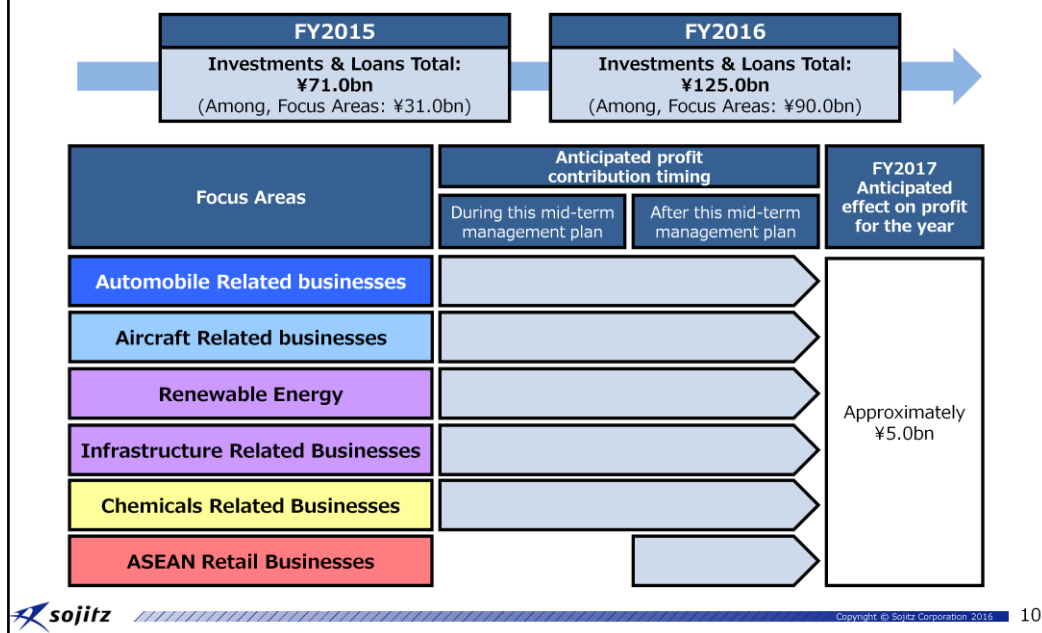 FY2015
Investments & Loans Total:
¥71.0bn
(Among, Focus Areas: ¥31.0bn)
FY2016
Investments & Loans Total:
¥125.0bn
(Among, Focus Areas: ¥90.0bn)
Focus Areas
Anticipated profit
contribution timing
During this mid-term
management plan
After this mid-term
management plan
FY2017
Anticipated
effect on profit
for the year
Automobile Related businesses
Aircraft Related businesses
Renewable Energy
Infrastructure Related Businesses
Chemicals Related Businesses
ASEAN Retail Businesses
Approximately
¥5.0bn
sojitz
Copyright © Sojitz Corporation 2016
10